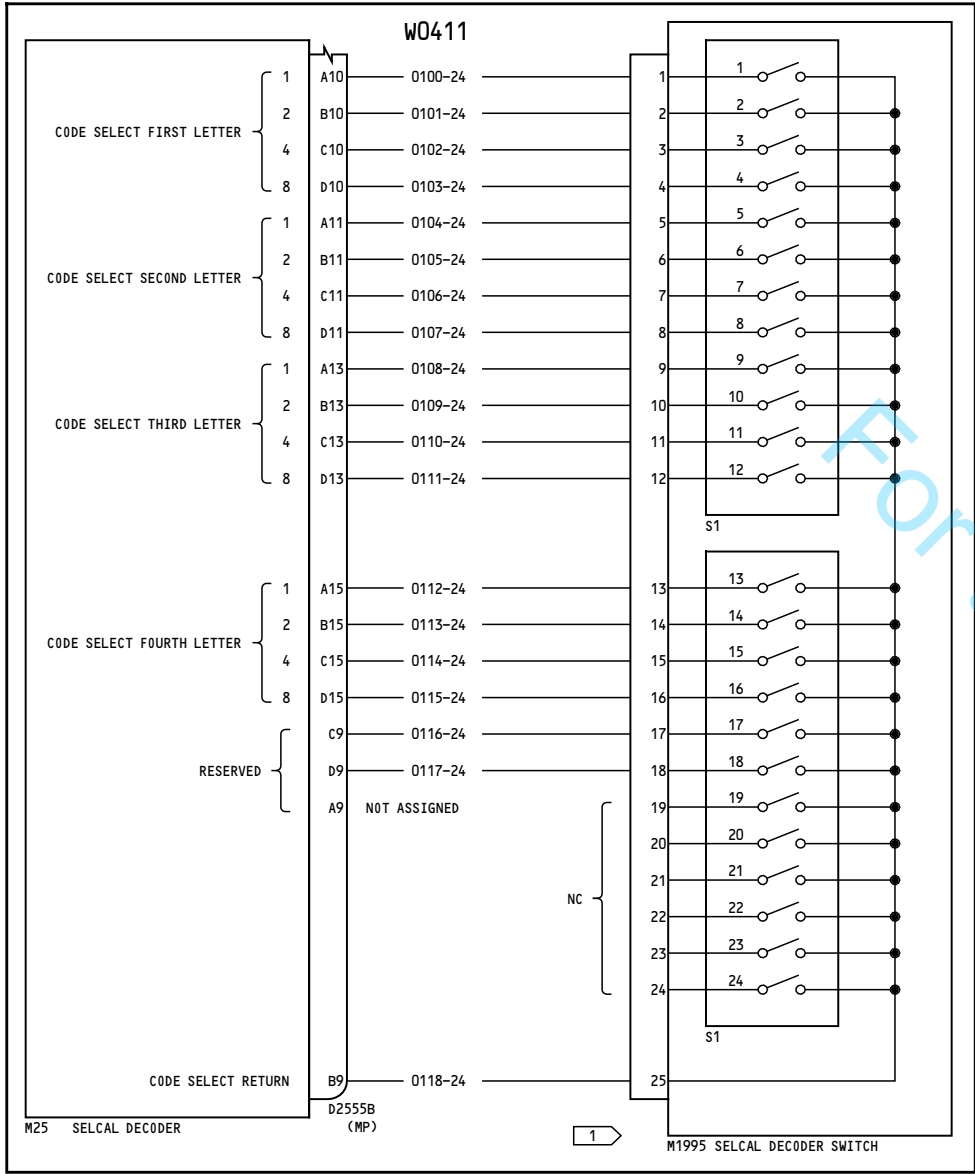 W0411
1 A10 0100-24 1 1
2 B10 0101-24 2 2
CODE SELECT FIRST LETTER
4 C10 0102-24 3 3
8 D10 0103-24 4 4
1 A11 0104-24 5 5
2 B11 0105-24 6 6
CODE SELECT SECOND LETTER
4 C11 0106-24 7 7
8 D11 0107-24 8 8
1 A13 0108-24 9 9
2 B13 0109-24 10 10
CODE SELECT THIRD LETTER
4 C13 0110-24 11 11
8 D13 0111-24 12 12
S1
1 A15 0112-24 13 13
2 B15 0113-24 14 14
CODE SELECT FOURTH LETTER
4 C15 0114-24 15 15
8 D15 0115-24 16 16
C9 0116-24 17 17
RESERVED D9 0117-24 18 18
A9 NOT ASSIGNED 19 19
20 20
21 21
NC
22 22
23 23
24 24
S1
CODE SELECT RETURN B9 0118-24 25
D2555B
(MP)
M25 SELCAL DECODER
1
M1995 SELCAL DECODER SWITCH
For